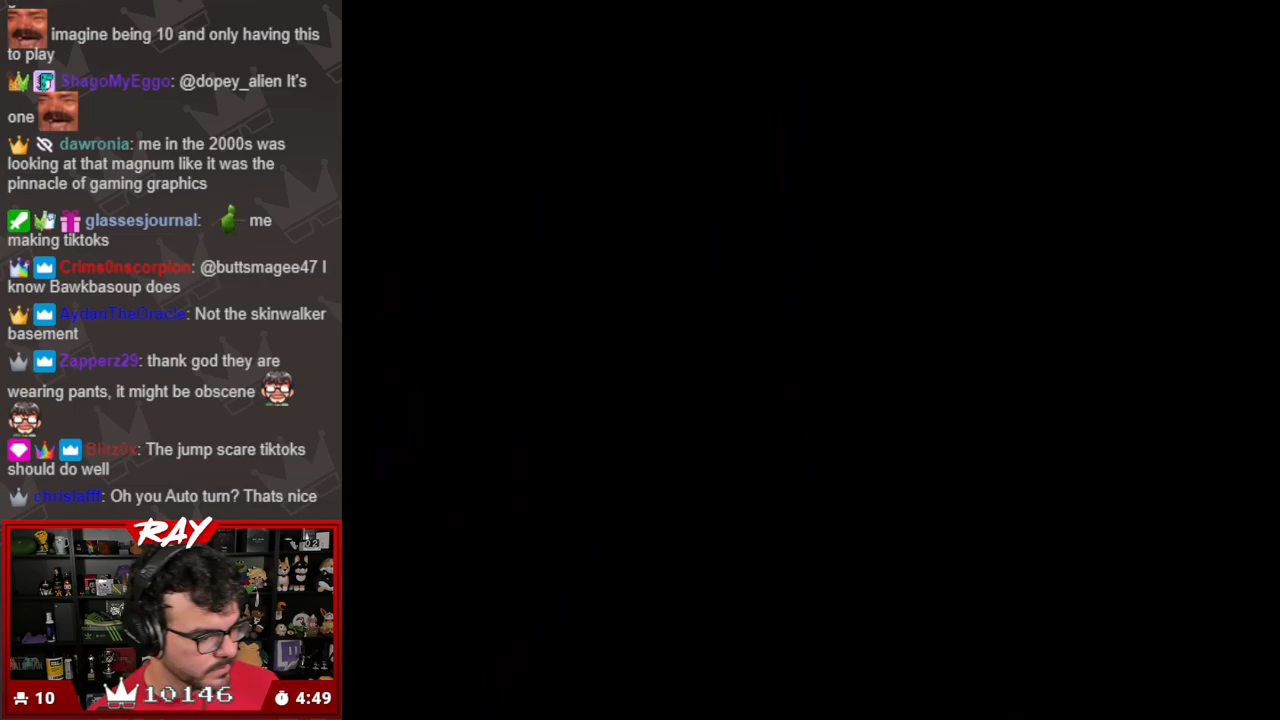 imagine being 10 and only having this
to play
ShagoMyEggo: @dopey_alien It's
one
dawronia: me in the 2000s was
looking at that magnum like it was the
pinnacle of gaming graphics
glassesjournal: me
making tiktoks
Crims0nscorpion: @buttsmagee47 I
know Bawkbasoup does
AydanTheOracle: Not the skinwalker
basement
Zapperz29: thank god they are
wearing pants, it might be obscene
Blitz0x: The jump scare tiktoks
should do well
chrislafff: Oh you Auto turn? Thats nice
RAY
10
10146
4:49